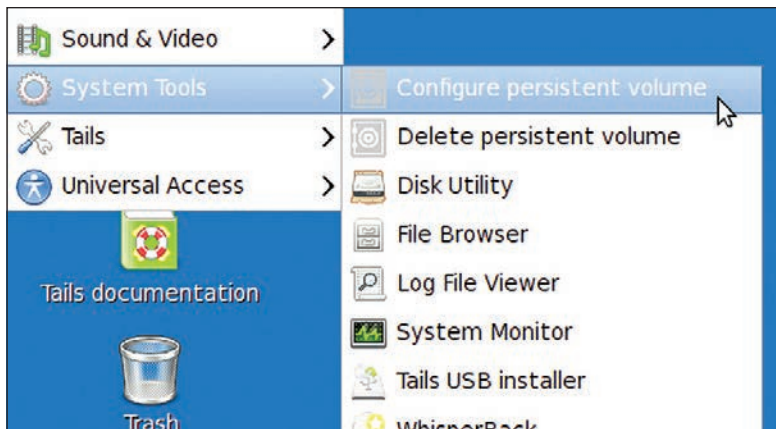 Sound & Video
System Tools
Tails
Universal Access
Configure persistent volume
Delete persistent volume
Disk Utility
File Browser
Log File Viewer
System Monitor
Tails USB installer
WhisperBack
Tails documentation
Trash